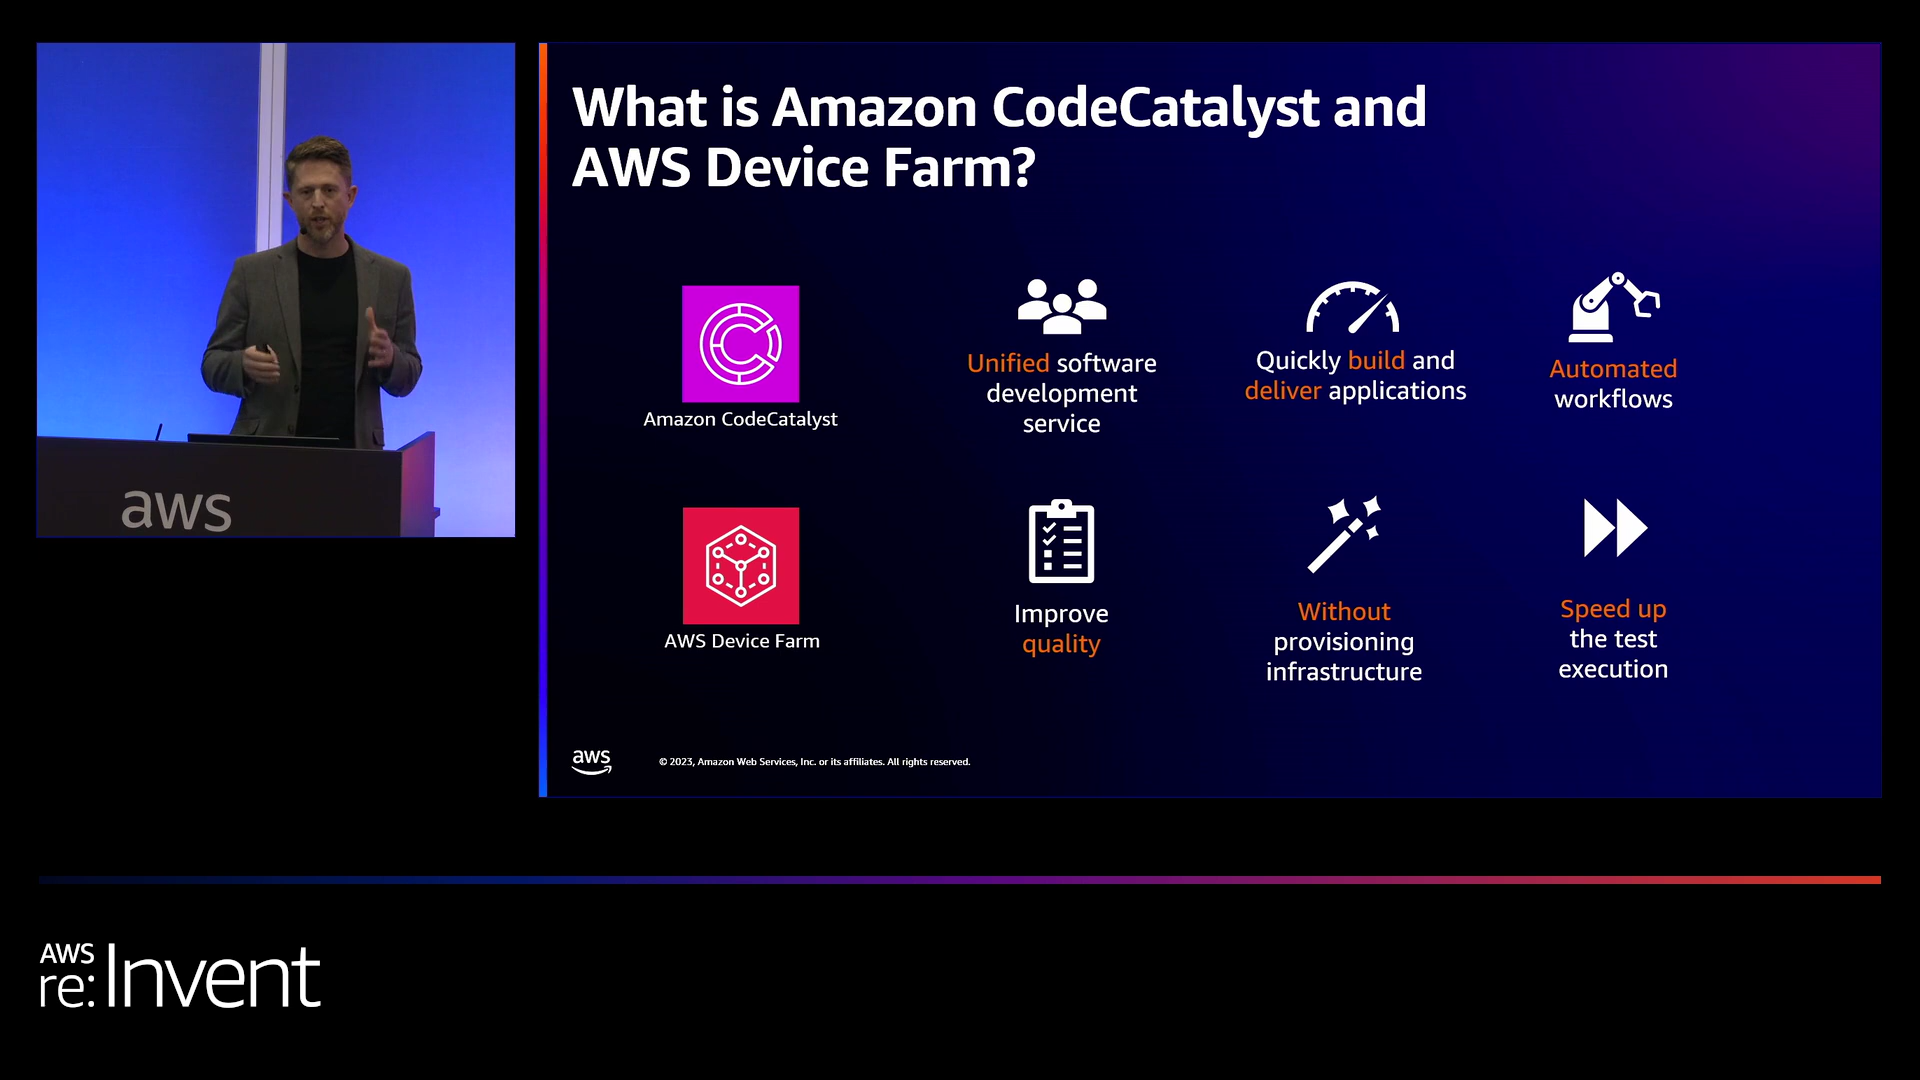 What is Amazon CodeCatalyst and
AWS Device Farm?
Amazon CodeCatalyst
Unified software
development
service
Quickly build and
deliver applications
Automated
workflows
AWS Device Farm
Improve
quality
Without
provisioning
infrastructure
Speed up
the test
execution
aws
© 2023, Amazon Web Services, Inc. or its affiliates. All rights reserved.
aws
AWS
re:Invent